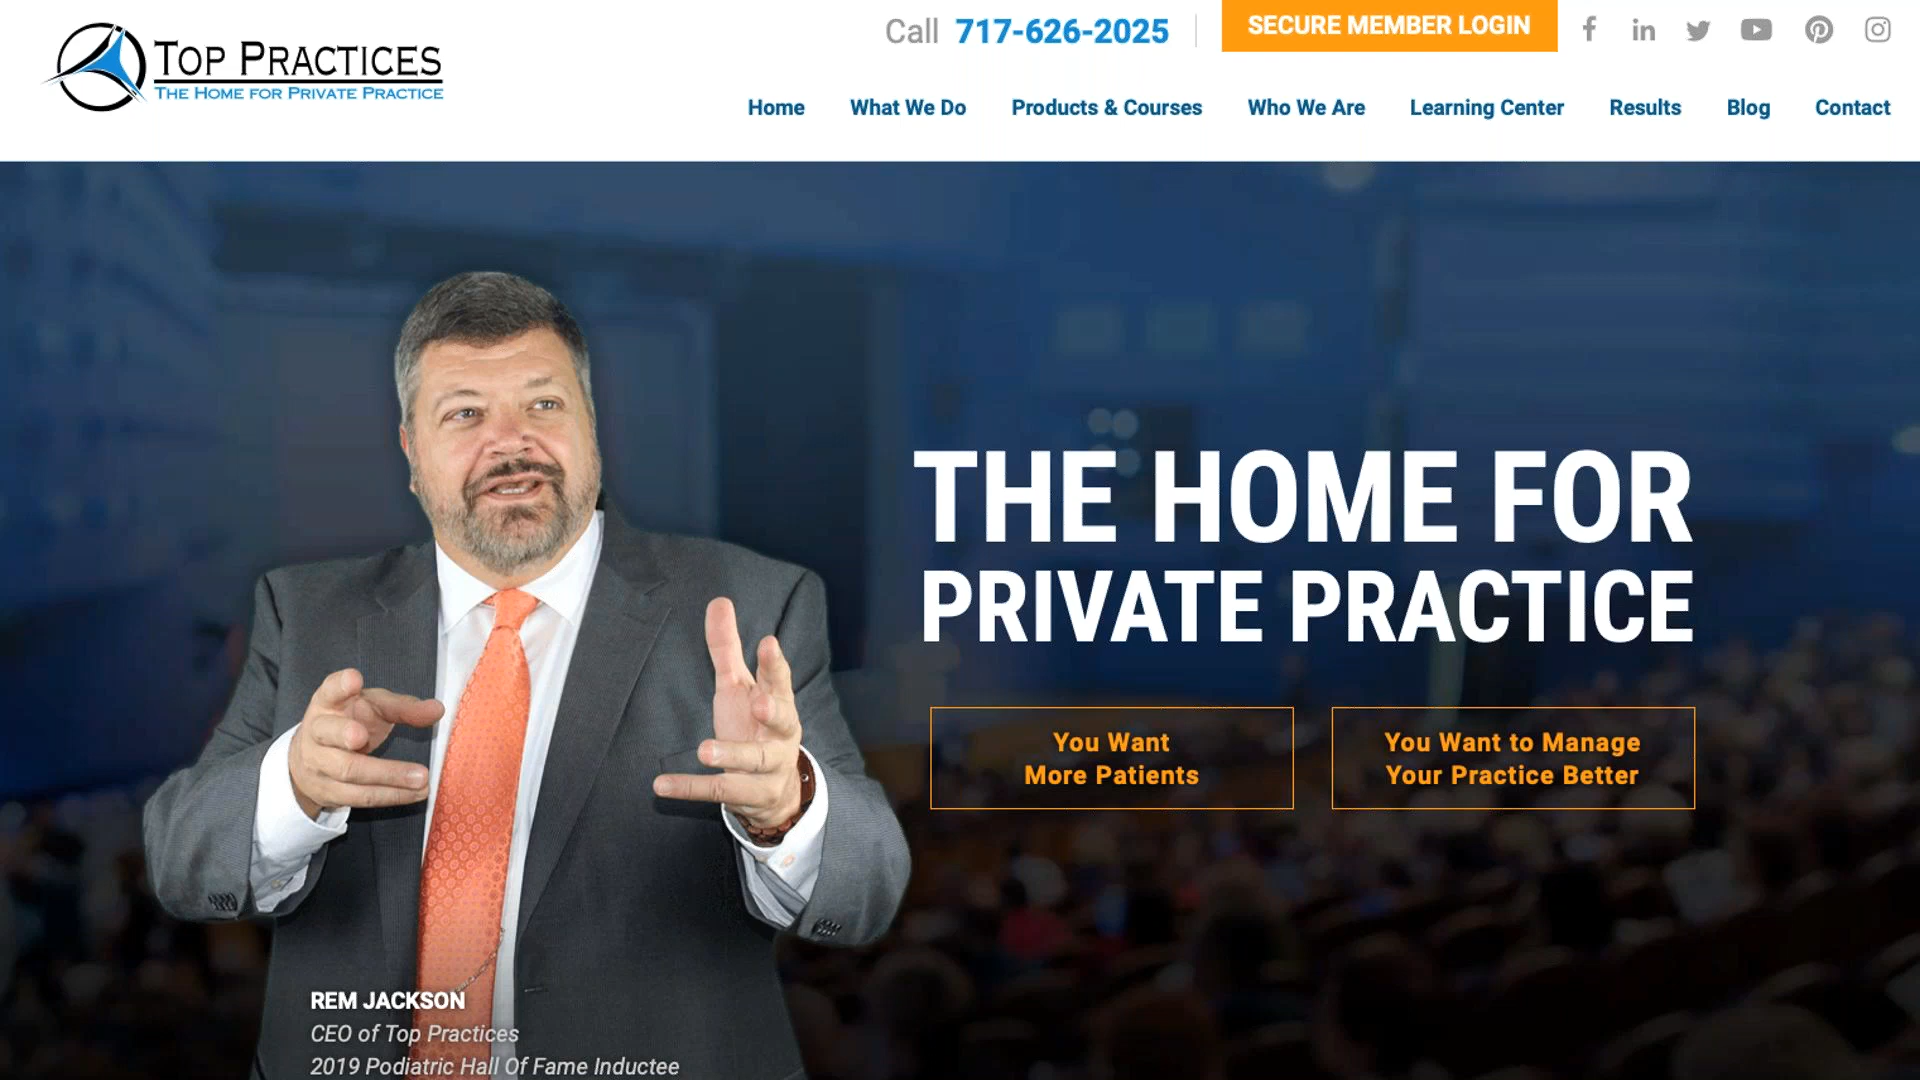 TOP PRACTICES
THE HOME FOR PRIVATE PRACTICE
Call 717-626-2025
SECURE MEMBER LOGIN
Home What We Do Products & Courses Who We Are Learning Center Results Blog Contact
THE HOME FOR
PRIVATE PRACTICE
You Want
More Patients
You Want to Manage
Your Practice Better
REM JACKSON
CEO of Top Practices
2019 Podiatric Hall Of Fame Inductee